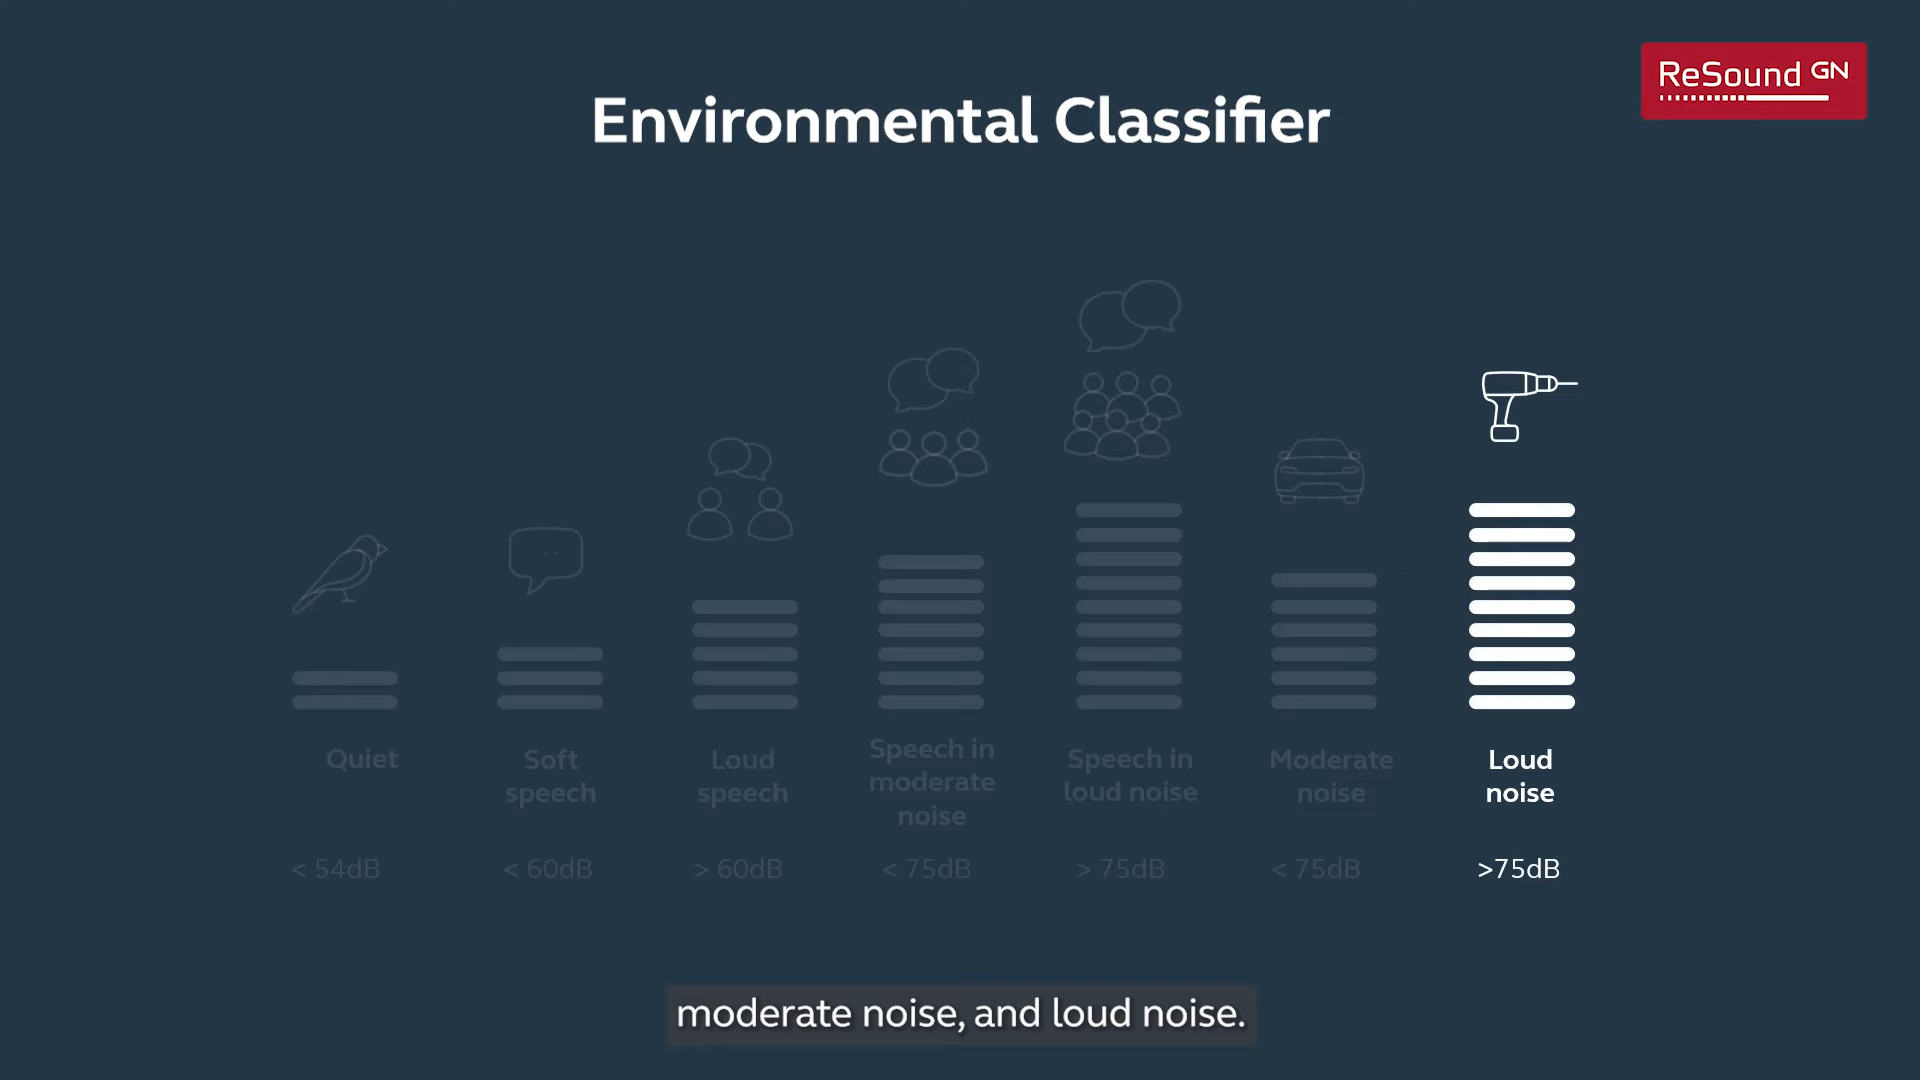 ReSound GN
Environmental Classifier
Quiet
Soft
speech
Loud
speech
Speech in
moderate
noise
Speech in
loud noise
Moderate
noise
Loud
noise
< 54dB
< 60dB
> 60dB
< 75dB
> 75dB
< 75dB
>75dB
moderate noise, and loud noise.